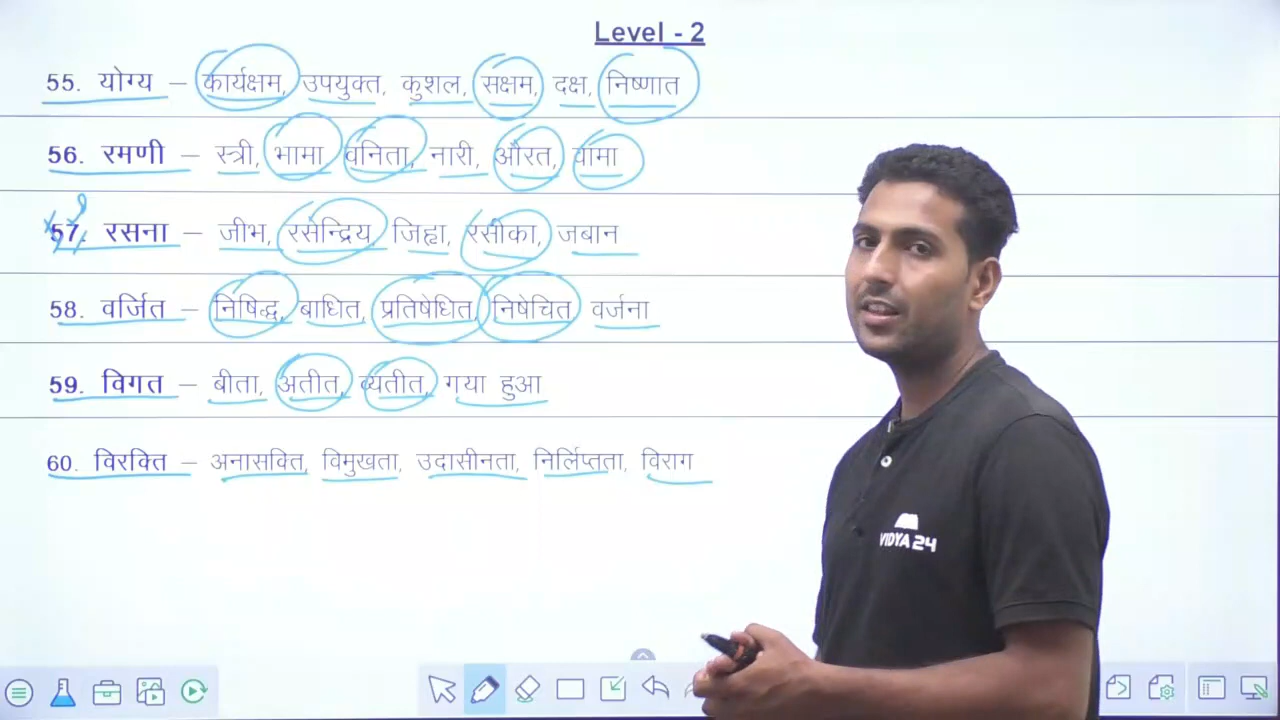 Level - 2
55. योग्य – कार्यक्षम, उपयुक्त, कुशल, सक्षम, दक्ष, निष्णात
56. रमणी – स्त्री, भामा, वनिता, नारी, औरत, वामा
57. रसना – जीभ, रसेन्द्रिय, जिह्वा, रसीका, जबान
58. वर्जित – निषिद्ध, बाधित, प्रतिषेधित, निषेचित, वर्जना
59. विगत – बीता, अतीत, व्यतीत, गया हुआ
60. विरक्ति – अनासक्ति, विमुखता, उदासीनता, निर्लिप्तता, विराग
VIDYA 24